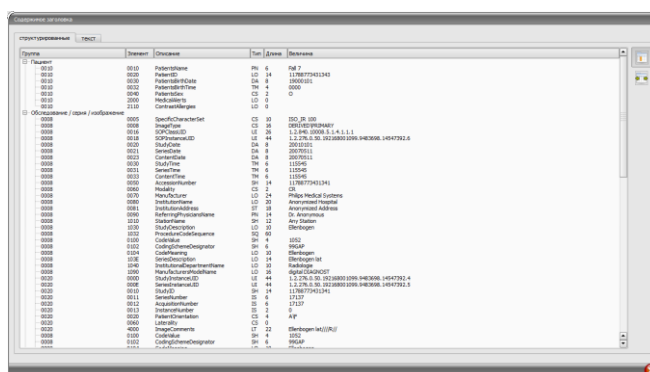 Содержимое заголовка
структурированные текст
Группа Элемент Описание Тип Длина Величина
Пациент
0010 0010 PatientsName PN 6 Fall 7
0010 0020 PatientID LO 14 11788773431343
0010 0030 PatientsBirthDate DA 8 19000101
0010 0032 PatientsBirthTime TM 4 0000
0010 0040 PatientsSex CS 2 O
0010 2000 MedicalAlerts LO 0
0010 2110 ContrastAllergies LO 0
Обследование / серия / изображение
0008 0005 SpecificCharacterSet CS 10 ISO_IR 100
0008 0008 ImageType CS 16 DERIVED\PRIMARY
0008 0016 SOPClassUID UI 26 1.2.840.10008.5.1.4.1.1.1
0008 0018 SOPInstanceUID UI 44 1.2.276.0.50.192168001099.9483698.14547392.6
0008 0020 StudyDate DA 8 20010101
0008 0021 SeriesDate DA 8 20070511
0008 0023 ContentDate DA 8 20070511
0008 0030 StudyTime TM 6 115545
0008 0031 SeriesTime TM 6 115545
0008 0033 ContentTime TM 6 115545
0008 0050 AccessionNumber SH 14 11788773431341
0008 0060 Modality CS 2 CR
0008 0070 Manufacturer LO 24 Philips Medical Systems
0008 0080 InstitutionName LO 20 Anonymized Hospital
0008 0081 InstitutionAddress ST 18 Anonymized Address
0008 0090 ReferringPhysiciansName PN 14 Dr. Anonymous
0008 1010 StationName SH 12 Any Station
0008 1030 StudyDescription LO 10 Ellenbogen
0008 1032 ProcedureCodeSequence SQ 60
0008 0100 CodeValue SH 4 1052
0008 0102 CodingSchemeDesignator SH 6 99GAP
0008 0104 CodeMeaning LO 10 Ellenbogen
0008 103E SeriesDescription LO 14 Ellenbogen lat
0008 1040 InstitutionalDepartmentName LO 10 Radiologie
0008 1090 ManufacturersModelName LO 16 digital DIAGNOST
0020 000D StudyInstanceUID UI 44 1.2.276.0.50.192168001099.9483698.14547392.4
0020 000E SeriesInstanceUID UI 44 1.2.276.0.50.192168001099.9483698.14547392.5
0020 0010 StudyID SH 14 11788773431341
0020 0011 SeriesNumber IS 6 17137
0020 0012 AcquisitionNumber IS 6 17137
0020 0013 InstanceNumber IS 2 0
0020 0020 PatientOrientation CS 4 A\F
0020 0060 Laterality CS 0
0020 4000 ImageComments LT 22 Ellenbogen lat///R://
0008 0100 CodeValue SH 4 1052
0008 0102 CodingSchemeDesignator SH 6 99GAP